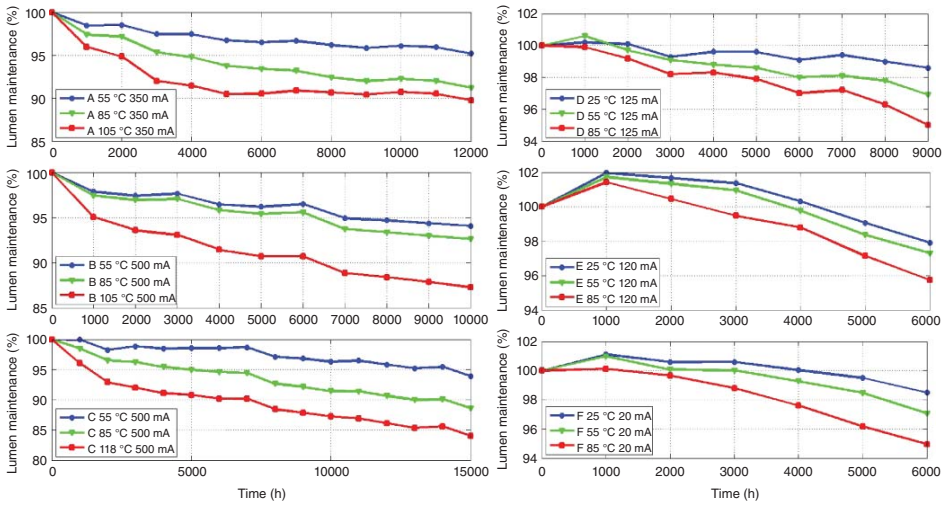 Lumen maintenance (%)
100
95
90
85
A 55 °C 350 mA
A 85 °C 350 mA
A 105 °C 350 mA
0 2000 4000 6000 8000 10000 12000
Lumen maintenance (%)
102
100
98
96
94
D 25 °C 125 mA
D 55 °C 125 mA
D 85 °C 125 mA
0 1000 2000 3000 4000 5000 6000 7000 8000 9000
Lumen maintenance (%)
100
95
90
85
B 55 °C 500 mA
B 85 °C 500 mA
B 105 °C 500 mA
0 1000 2000 3000 4000 5000 6000 7000 8000 9000 10000
Lumen maintenance (%)
102
100
98
96
94
E 25 °C 120 mA
E 55 °C 120 mA
E 85 °C 120 mA
0 1000 2000 3000 4000 5000 6000
Lumen maintenance (%)
100
95
90
85
80
C 55 °C 500 mA
C 85 °C 500 mA
C 118 °C 500 mA
0 5000 10000 15000
Time (h)
Lumen maintenance (%)
102
100
98
96
94
F 25 °C 20 mA
F 55 °C 20 mA
F 85 °C 20 mA
0 1000 2000 3000 4000 5000 6000
Time (h)